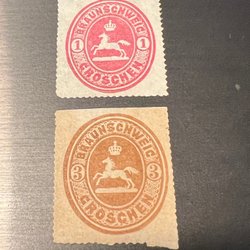 BRAUNSCHWEIG
1 1
GROSCHEN
BRAUNSCHWEIG
3 3
GROSCHEN